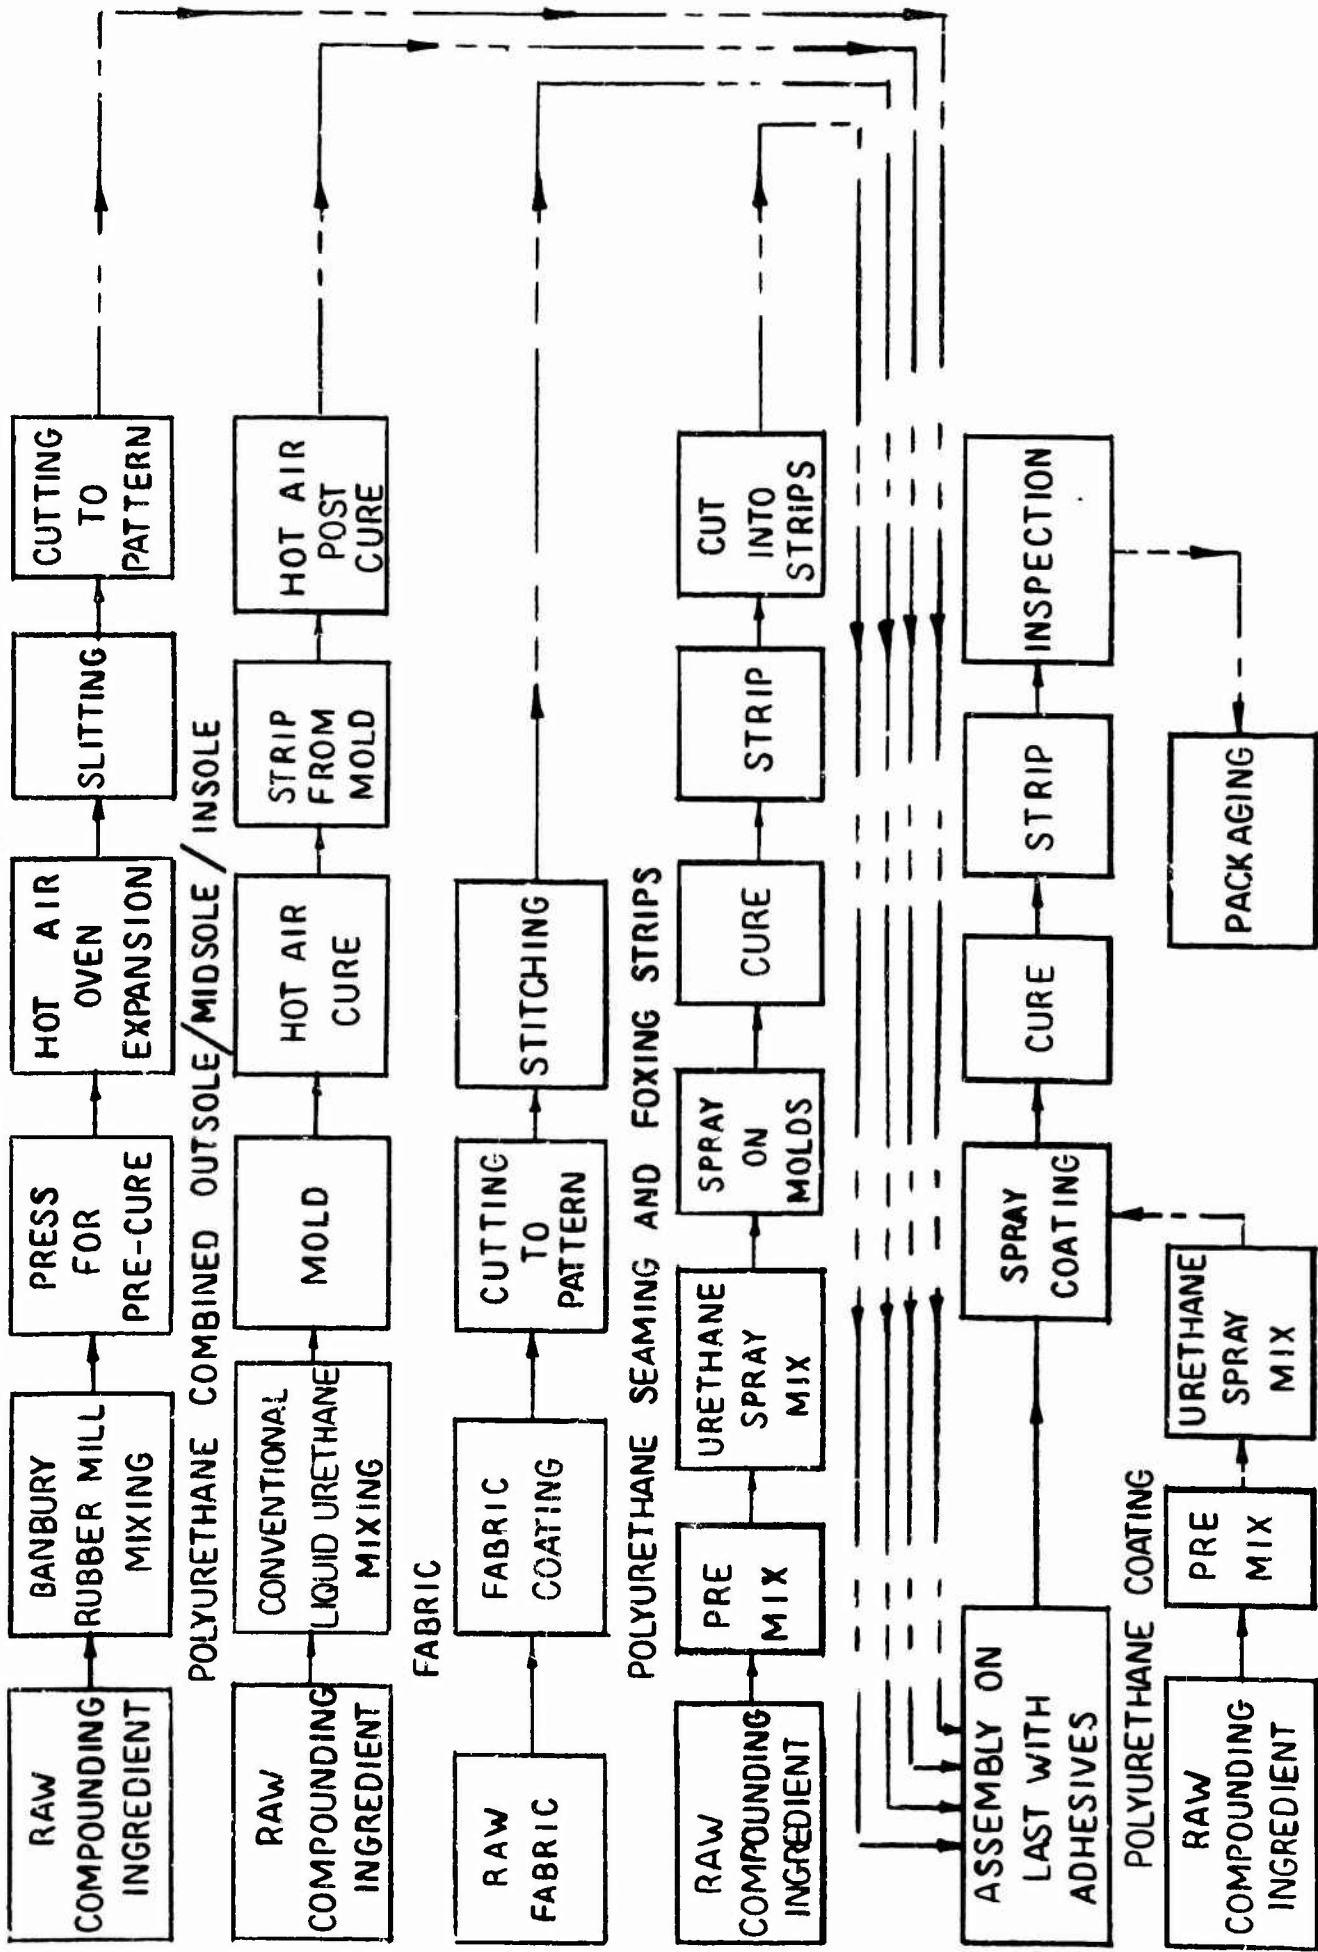 RAW
COMPOUNDING
INGREDIENT
BANBURY
RUBBER MILL
MIXING
PRESS
FOR
PRE-CURE
HOT AIR
OVEN
EXPANSION
SLITTING
CUTTING
TO
PATTERN
POLYURETHANE COMBINED OUTSOLE/MIDSOLE/INSOLE
RAW
COMPOUNDING
INGREDIENT
CONVENTIONAL
LIQUID URETHANE
MIXING
MOLD
HOT AIR
CURE
STRIP
FROM
MOLD
HOT AIR
POST
CURE
FABRIC
RAW
FABRIC
FABRIC
COATING
CUTTING
TO
PATTERN
STITCHING
POLYURETHANE SEAMING AND FOXING STRIPS
RAW
COMPOUNDING
INGREDIENT
PRE
MIX
URETHANE
SPRAY
MIX
SPRAY
ON
MOLDS
CURE
STRIP
CUT
INTO
STRIPS
ASSEMBLY ON
LAST WITH
ADHESIVES
SPRAY
COATING
CURE
STRIP
INSPECTION
POLYURETHANE COATING
RAW
COMPOUNDING
INGREDIENT
PRE
MIX
URETHANE
SPRAY
MIX
PACKAGING